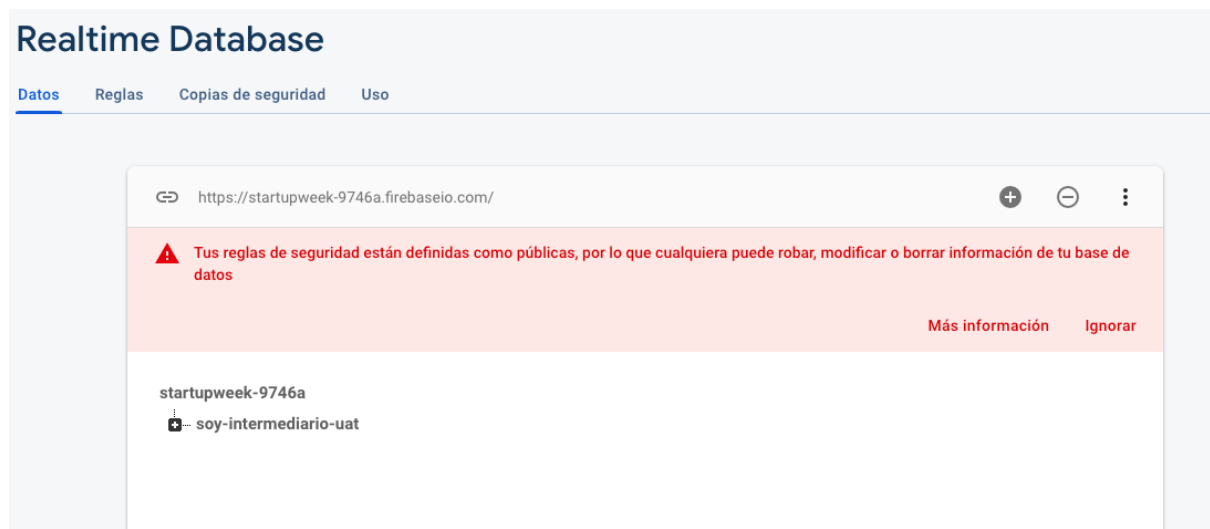 Realtime Database
Datos Reglas Copias de seguridad Uso
https://startupweek-9746a.firebaseio.com/
Tus reglas de seguridad están definidas como públicas, por lo que cualquiera puede robar, modificar o borrar información de tu base de
datos
Más información Ignorar
startupweek-9746a
soy-intermediario-uat